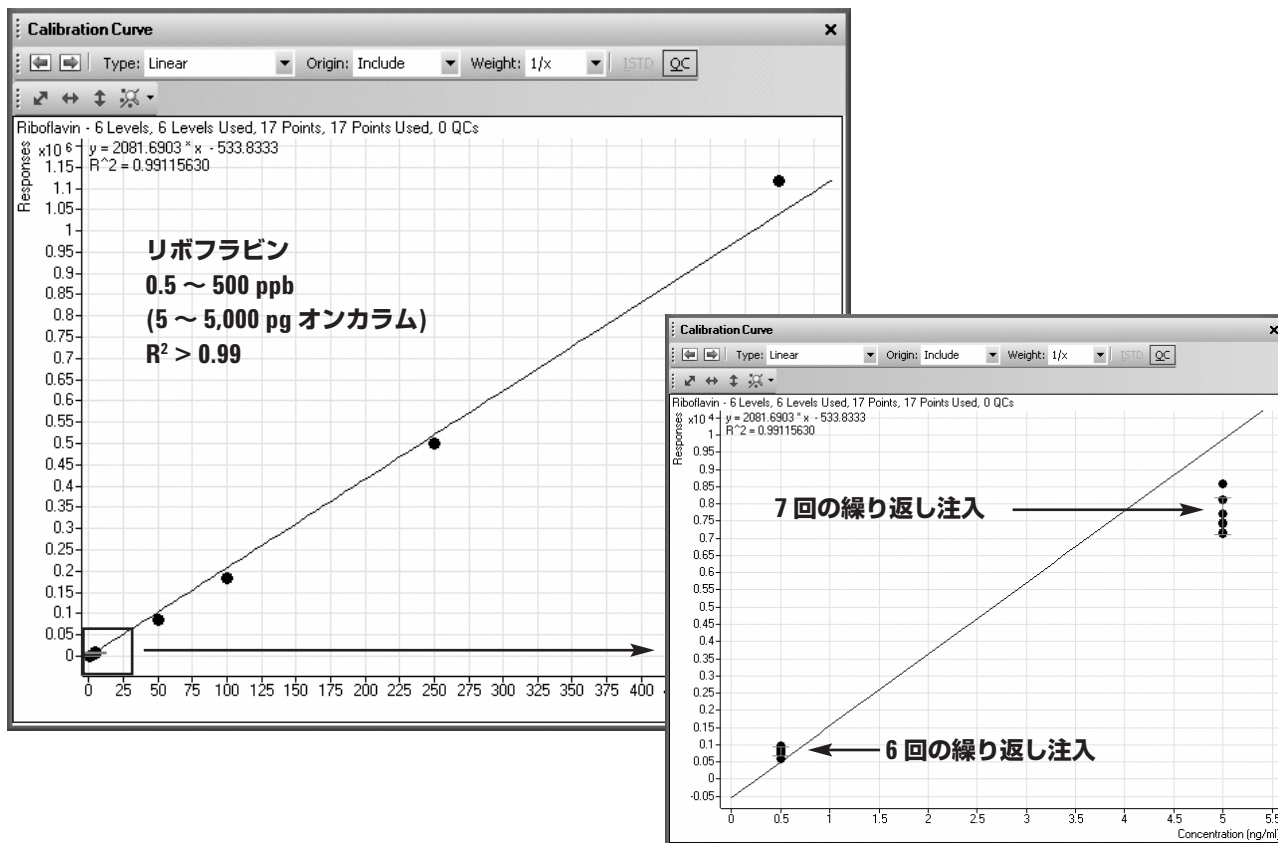 Calibration Curve
Type: Linear Origin: Include Weight: 1/x ISTD QC
Riboflavin - 6 Levels, 6 Levels Used, 17 Points, 17 Points Used, 0 QCs
y = 2081.6903 * x - 533.8333
R^2 = 0.99115630
Responses
x10 6
1.15
1.1
1.05
1
0.95
0.9
0.85
0.8
0.75
0.7
0.65
0.6
0.55
0.5
0.45
0.4
0.35
0.3
0.25
0.2
0.15
0.1
0.05
0
0 25 50 75 100 125 150 175 200 225 250 275 300 325 350 375 400
リボフラビン
0.5 ～ 500 ppb
(5 ～ 5,000 pg オンカラム)
R² > 0.99
Calibration Curve
Type: Linear Origin: Include Weight: 1/x ISTD QC
Riboflavin - 6 Levels, 6 Levels Used, 17 Points, 17 Points Used, 0 QCs
y = 2081.6903 * x - 533.8333
R^2 = 0.99115630
Responses
x10 4
1
0.95
0.9
0.85
0.8
0.75
0.7
0.65
0.6
0.55
0.5
0.45
0.4
0.35
0.3
0.25
0.2
0.15
0.1
0.05
0
-0.05
7 回の繰り返し注入
6 回の繰り返し注入
0 0.5 1 1.5 2 2.5 3 3.5 4 4.5 5 5.5
Concentration (ng/ml)